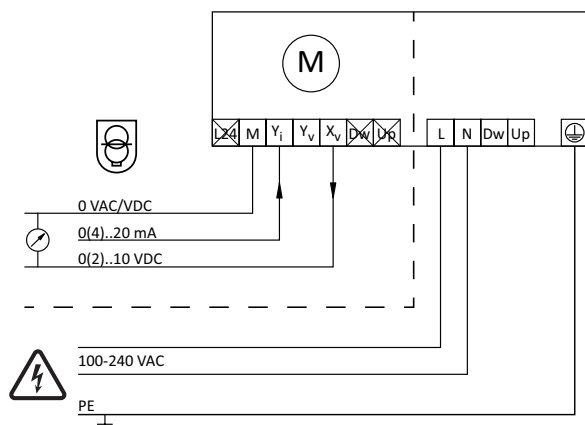 M
L24 M Yi Yv Xv Dw Up L N Dw Up
0 VAC/VDC
0(4)..20 mA
0(2)..10 VDC
100-240 VAC
PE